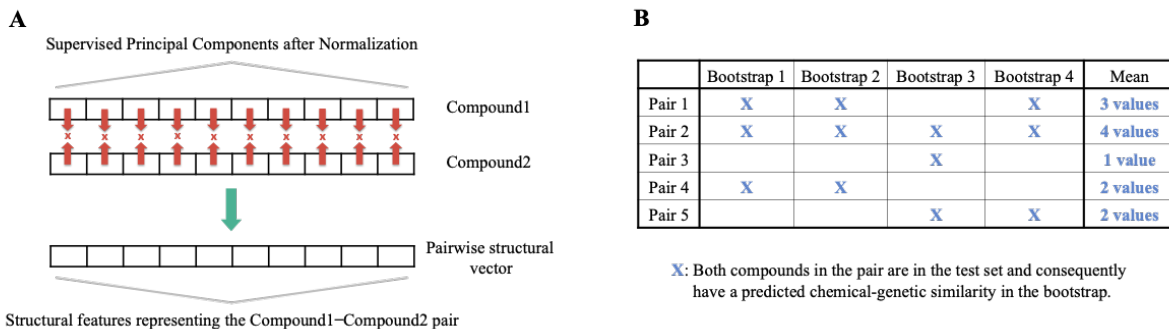 A
Supervised Principal Components after Normalization
Compound1
x x x x x x x x x x
Compound2
Pairwise structural
vector
Structural features representing the Compound1–Compound2 pair
B
Bootstrap 1 Bootstrap 2 Bootstrap 3 Bootstrap 4 Mean
Pair 1 X X X 3 values
Pair 2 X X X X 4 values
Pair 3 X 1 value
Pair 4 X X 2 values
Pair 5 X X 2 values
X: Both compounds in the pair are in the test set and consequently
have a predicted chemical-genetic similarity in the bootstrap.